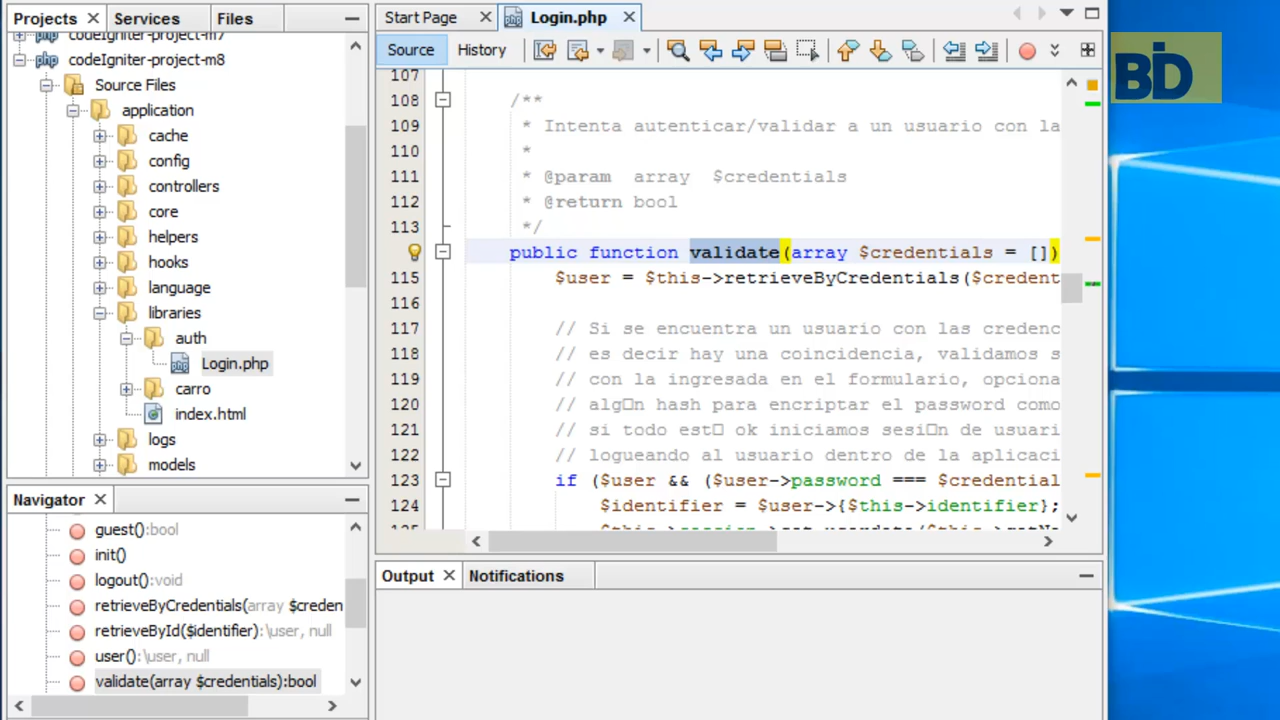 Projects
Services
Files
codeIgniter-project-m7
codeIgniter-project-m8
Source Files
application
cache
config
controllers
core
helpers
hooks
language
libraries
auth
Login.php
carro
index.html
logs
models
Navigator
guest():bool
init()
logout():void
retrieveByCredentials(array $creden
retrieveById($identifier):\user, null
user():\user, null
validate(array $credentials):bool
Start Page
Login.php
Source
History
107
108 /**
109 * Intenta autenticar/validar a un usuario con la
110 *
111 * @param array $credentials
112 * @return bool
113 */
public function validate(array $credentials = [])
115 $user = $this->retrieveByCredentials($credent
116
117 // Si se encuentra un usuario con las credenc
118 // es decir hay una coincidencia, validamos s
119 // con la ingresada en el formulario, opciona
120 // alg□n hash para encriptar el password como
121 // si todo est□ ok iniciamos sesi□n de usuari
122 // logueando al usuario dentro de la aplicaci
123 if ($user && ($user->password === $credential
124 $identifier = $user->{$this->identifier};
125
Output
Notifications
BID